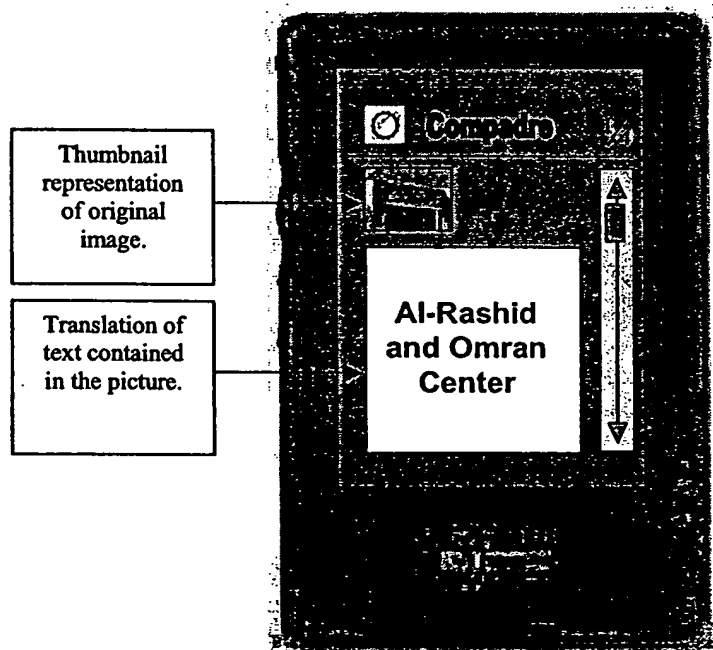 Thumbnail
representation
of original
image.
Translation of
text contained
in the picture.
Compadre
Al-Rashid
and Omran
Center